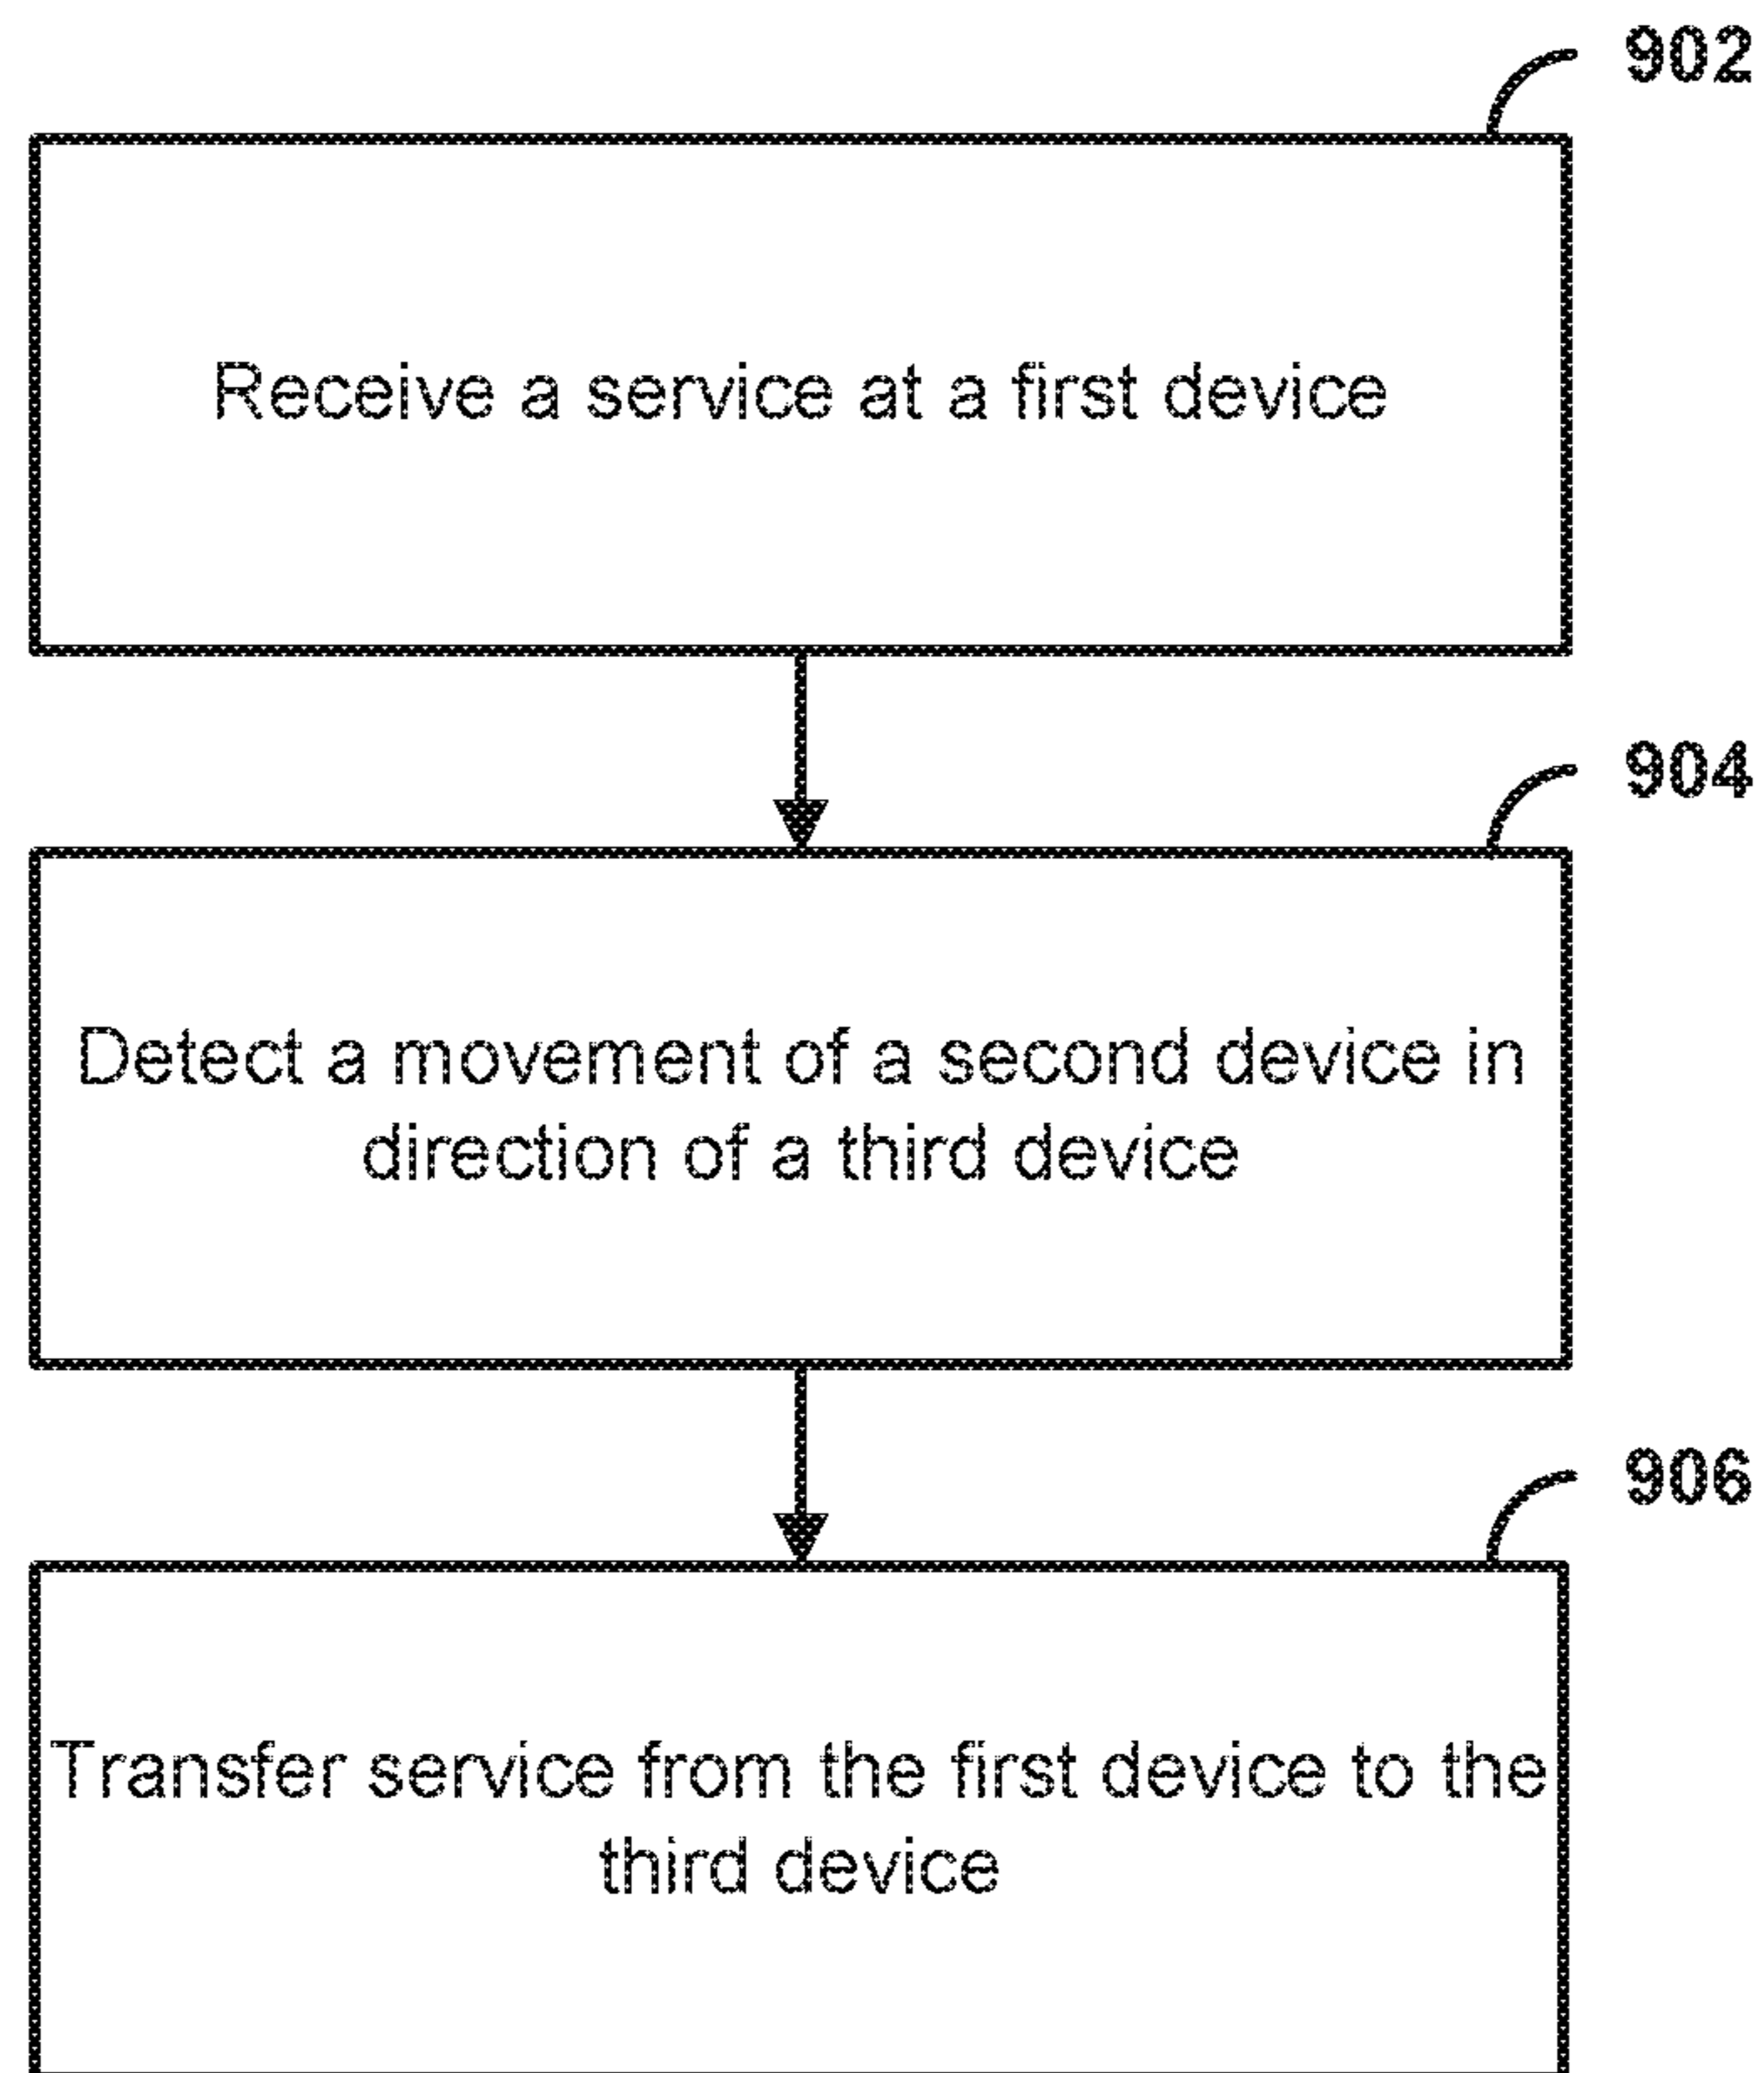 902
Receive a service at a first device
904
Detect a movement of a second device in
direction of a third device
906
Transfer service from the first device to the
third device